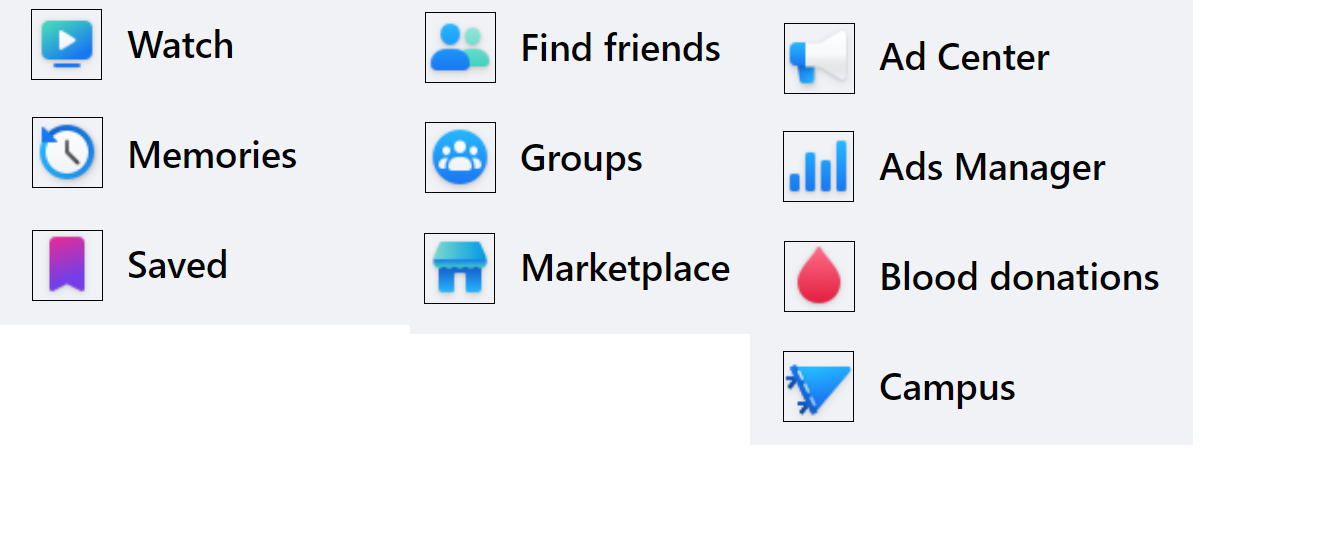 Watch
Memories
Saved
Find friends
Groups
Marketplace
Ad Center
Ads Manager
Blood donations
Campus